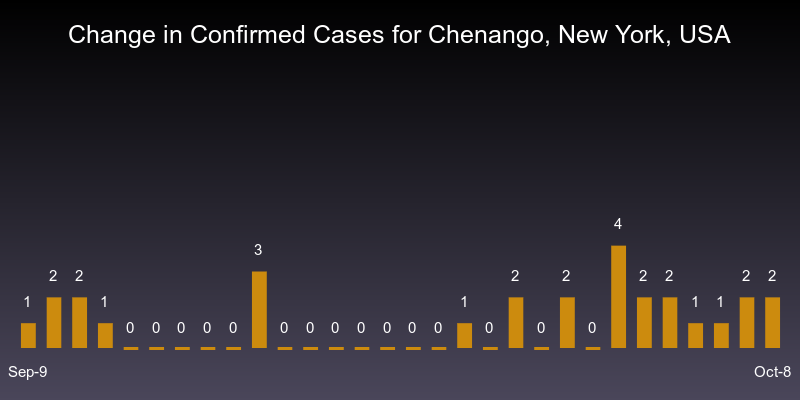 Change in Confirmed Cases for Chenango, New York, USA
4
3
2 2 2 2 2 2 2 2
1 1 1 1 1
0 0 0 0 0 0 0 0 0 0 0 0 0 0 0
Sep-9 Oct-8